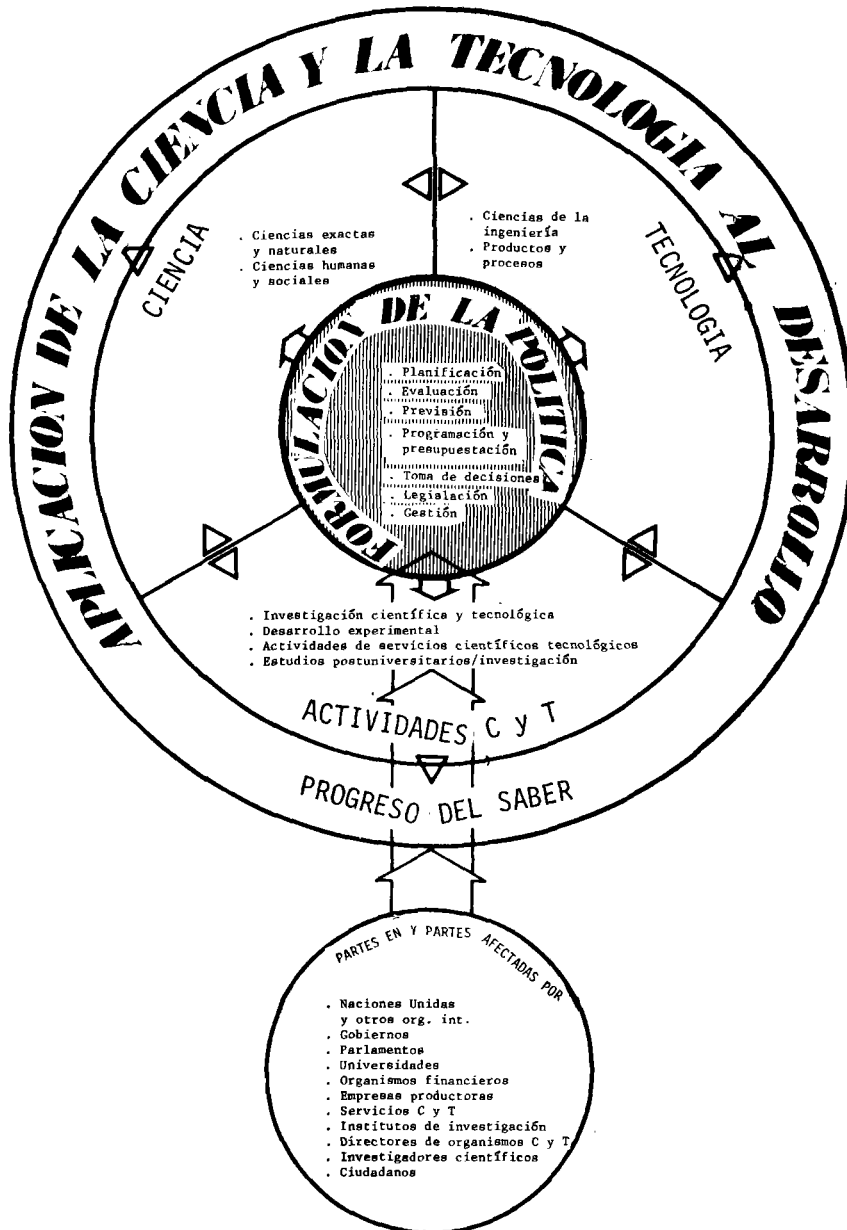 APLICACION DE LA CIENCIA Y LA TECNOLOGIA AL DESARROLLO
CIENCIA
. Ciencias exactas
y naturales
. Ciencias humanas
y sociales
. Ciencias de la
ingeniería
. Productos y
procesos
TECNOLOGIA
FORMULACION DE LA POLITICA
. Planificación
. Evaluación
. Previsión
. Programación y
presupuestación
. Toma de decisiones
. Legislación
. Gestión
. Investigación científica y tecnológica
. Desarrollo experimental
. Actividades de servicios científicos tecnológicos
. Estudios postuniversitarios/investigación
ACTIVIDADES C y T
PROGRESO DEL SABER
PARTES EN Y PARTES AFECTADAS POR
. Naciones Unidas
y otros org. int.
. Gobiernos
. Parlamentos
. Universidades
. Organismos financieros
. Empresas productoras
. Servicios C y T
. Institutos de investigación
. Directores de organismos C y T
. Investigadores científicos
. Ciudadanos